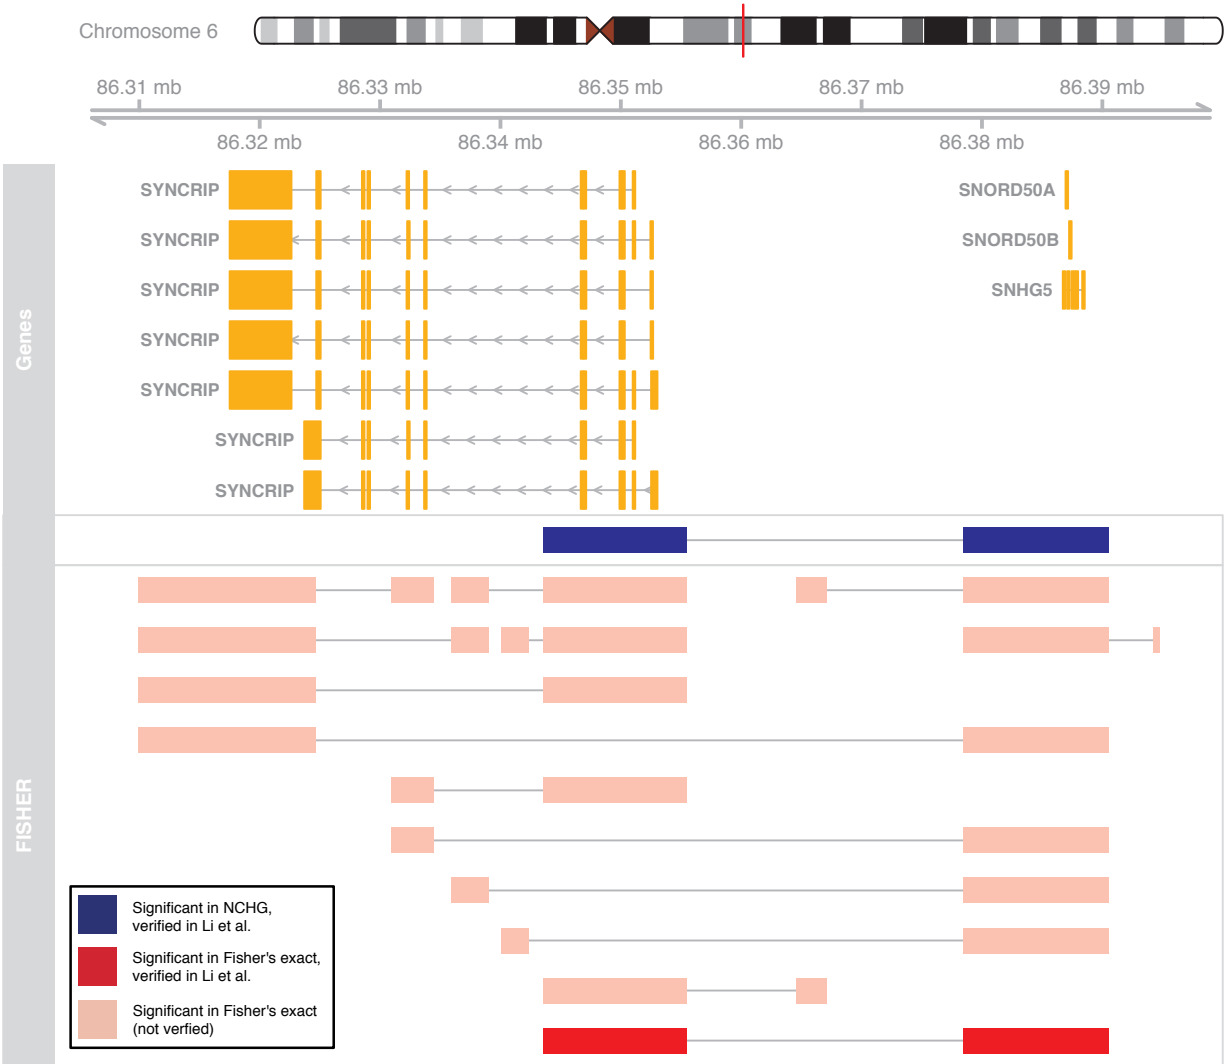 Chromosome 6
86.31 mb
86.33 mb
86.35 mb
86.37 mb
86.39 mb
86.32 mb
86.34 mb
86.36 mb
86.38 mb
Genes
SYNCRIP
SNORD50A
SYNCRIP
SNORD50B
SYNCRIP
SNHG5
SYNCRIP
SYNCRIP
SYNCRIP
SYNCRIP
FISHER
Significant in NCHG,
verified in Li et al.
Significant in Fisher's exact,
verified in Li et al.
Significant in Fisher's exact
(not verfied)